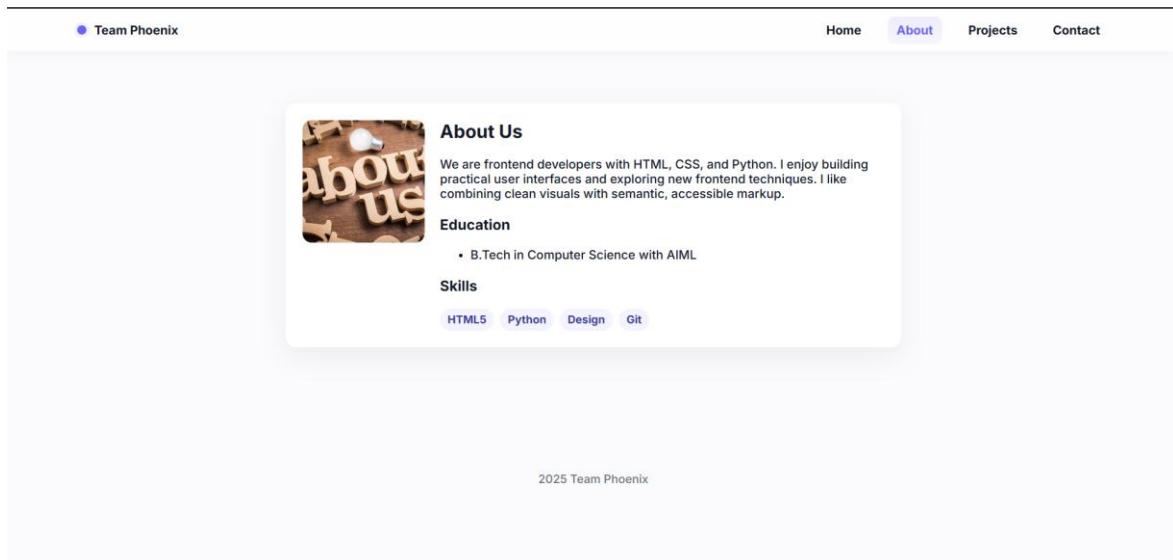 Team Phoenix
Home About Projects Contact
about
us
About Us
We are frontend developers with HTML, CSS, and Python. I enjoy building
practical user interfaces and exploring new frontend techniques. I like
combining clean visuals with semantic, accessible markup.
Education
• B.Tech in Computer Science with AIML
Skills
HTML5 Python Design Git
2025 Team Phoenix